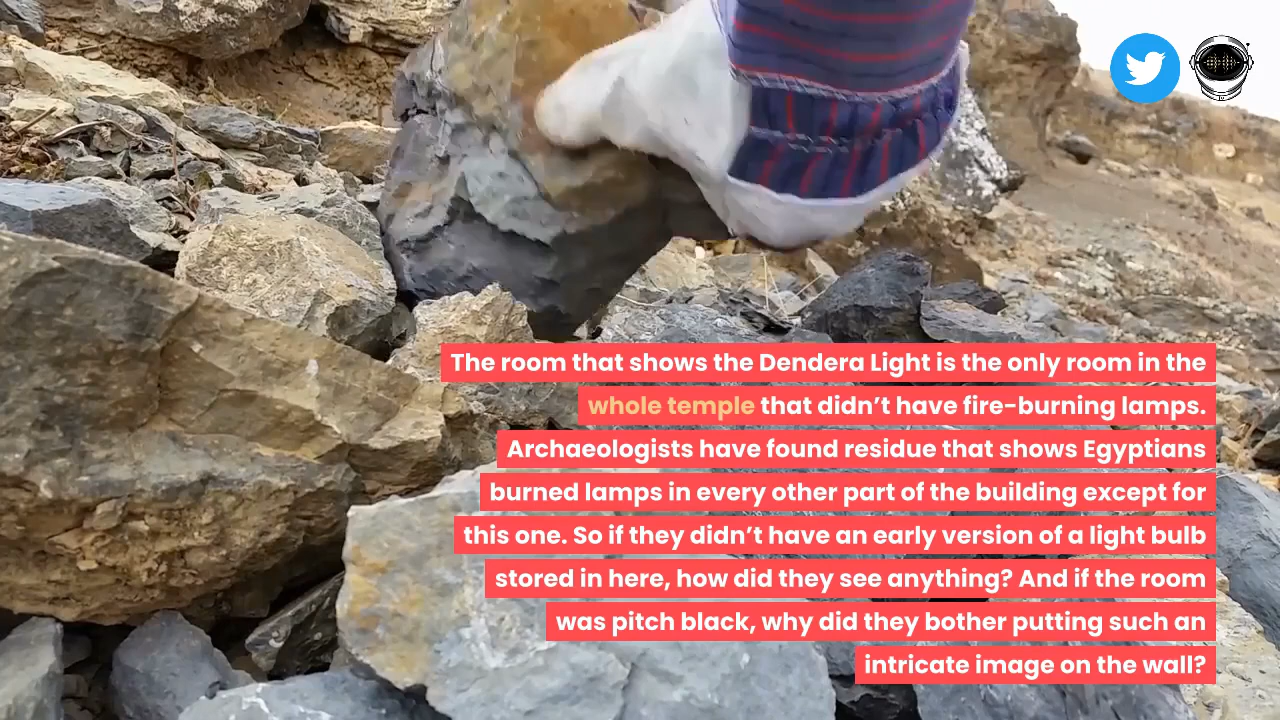 The room that shows the Dendera Light is the only room in the
whole temple that didn’t have fire-burning lamps.
Archaeologists have found residue that shows Egyptians
burned lamps in every other part of the building except for
this one. So if they didn’t have an early version of a light bulb
stored in here, how did they see anything? And if the room
was pitch black, why did they bother putting such an
intricate image on the wall?